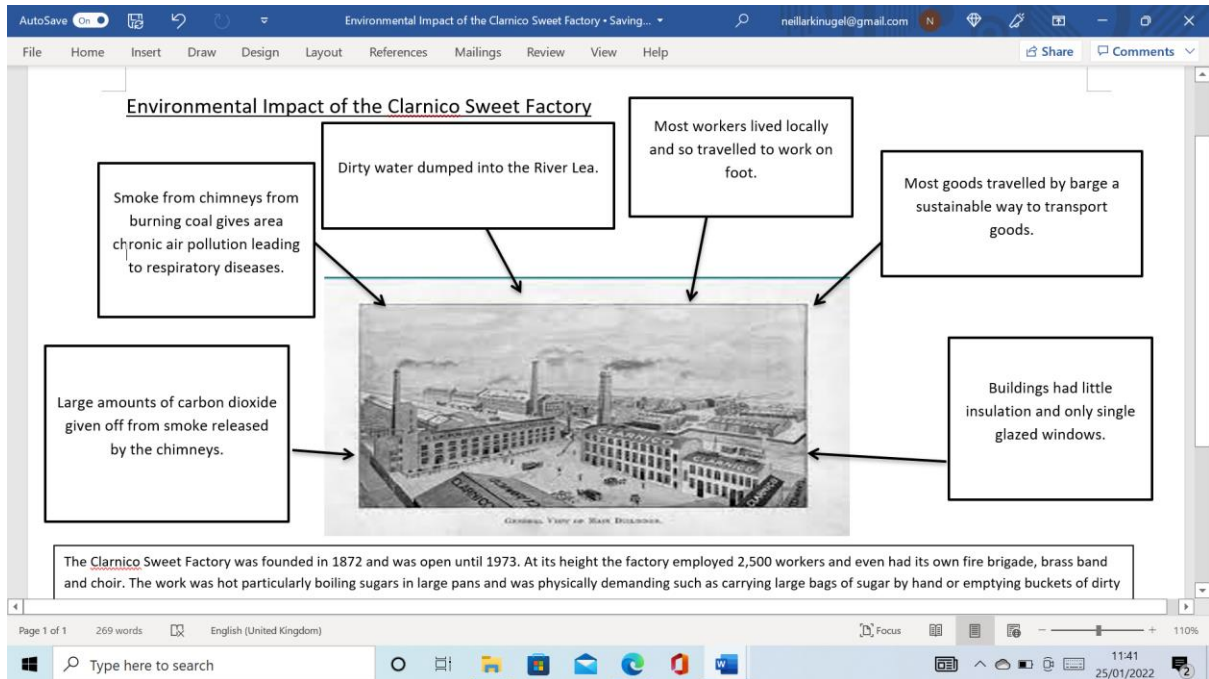 AutoSave On Environmental Impact of the Clarnico Sweet Factory • Saving... neillarkinugel@gmail.com N
File Home Insert Draw Design Layout References Mailings Review View Help Share Comments
Environmental Impact of the Clarnico Sweet Factory
Smoke from chimneys from
burning coal gives area
chronic air pollution leading
to respiratory diseases.
Dirty water dumped into the River Lea.
Most workers lived locally
and so travelled to work on
foot.
Most goods travelled by barge a
sustainable way to transport
goods.
Large amounts of carbon dioxide
given off from smoke released
by the chimneys.
Buildings had little
insulation and only single
glazed windows.
CLARNICO
CLARNICO
CLARNICO
CLARNICO
General View of Main Buildings.
The Clarnico Sweet Factory was founded in 1872 and was open until 1973. At its height the factory employed 2,500 workers and even had its own fire brigade, brass band
and choir. The work was hot particularly boiling sugars in large pans and was physically demanding such as carrying large bags of sugar by hand or emptying buckets of dirty
Page 1 of 1 269 words English (United Kingdom) Focus 110%
Type here to search
11:41
25/01/2022
2